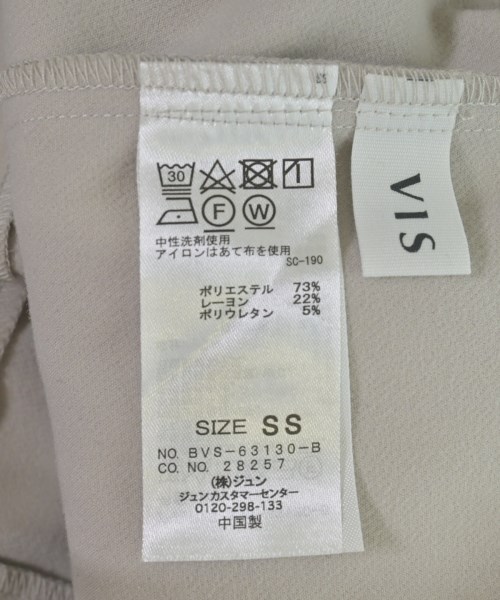 30
F W
中性洗剤使用
アイロンはあて布を使用
SC-190
ポリエステル 73%
レーヨン 22%
ポリウレタン 5%
SIZE SS
NO. BVS-63130-B
CO. NO. 28257
(株)ジュン
ジュンカスタマーセンター
0120-298-133
中国製
VIS